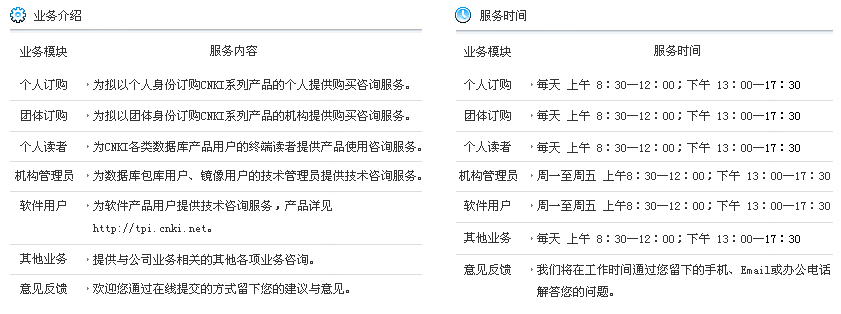 业务介绍
业务模块 服务内容
个人订购 为拟以个人身份订购CNKI系列产品的个人提供购买咨询服务。
团体订购 为拟以团体身份订购CNKI系列产品的机构提供购买咨询服务。
个人读者 为CNKI各类数据库产品用户的终端读者提供产品使用咨询服务。
机构管理员 为数据库包库用户、镜像用户的技术管理员提供技术咨询服务。
软件用户 为软件产品用户提供技术咨询服务，产品详见
http://tpi.cnki.net。
其他业务 提供与公司业务相关的其他各项业务咨询。
意见反馈 欢迎您通过在线提交的方式留下您的建议与意见。
服务时间
业务模块 服务时间
个人订购 每天 上午 8：30—12：00；下午 13：00—17：30
团体订购 每天 上午 8：30—12：00；下午 13：00—17：30
个人读者 每天 上午 8：30—12：00；下午 13：00—17：30
机构管理员 周一至周五 上午8：30—12：00；下午 13：00—17：30
软件用户 周一至周五 上午8：30—12：00；下午 13：00—17：30
其他业务 每天 上午 8：30—12：00；下午 13：00—17：30
意见反馈 我们将在工作时间通过您留下的手机、Email或办公电话
解答您的问题。